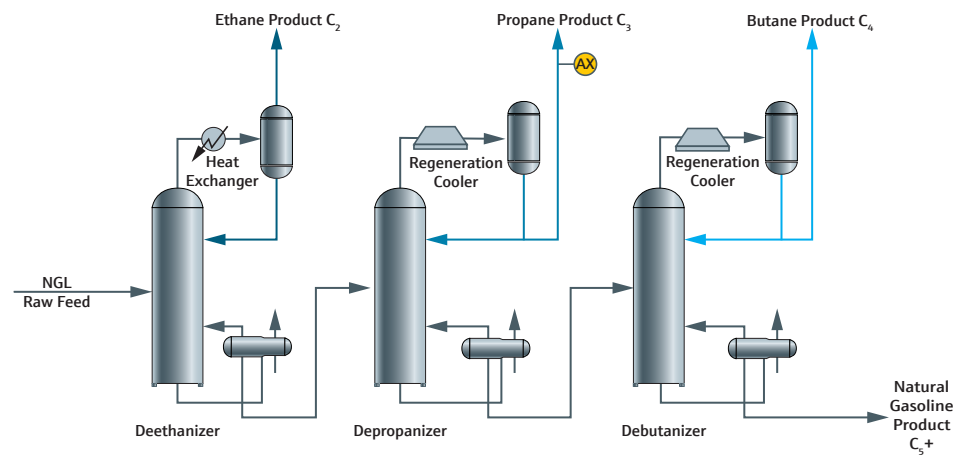 Ethane Product C₂
Propane Product C₃
Butane Product C₄
AX
Heat
Exchanger
Regeneration
Cooler
Regeneration
Cooler
NGL
Raw Feed
Deethanizer
Depropanizer
Debutanizer
Natural
Gasoline
Product
C₅+